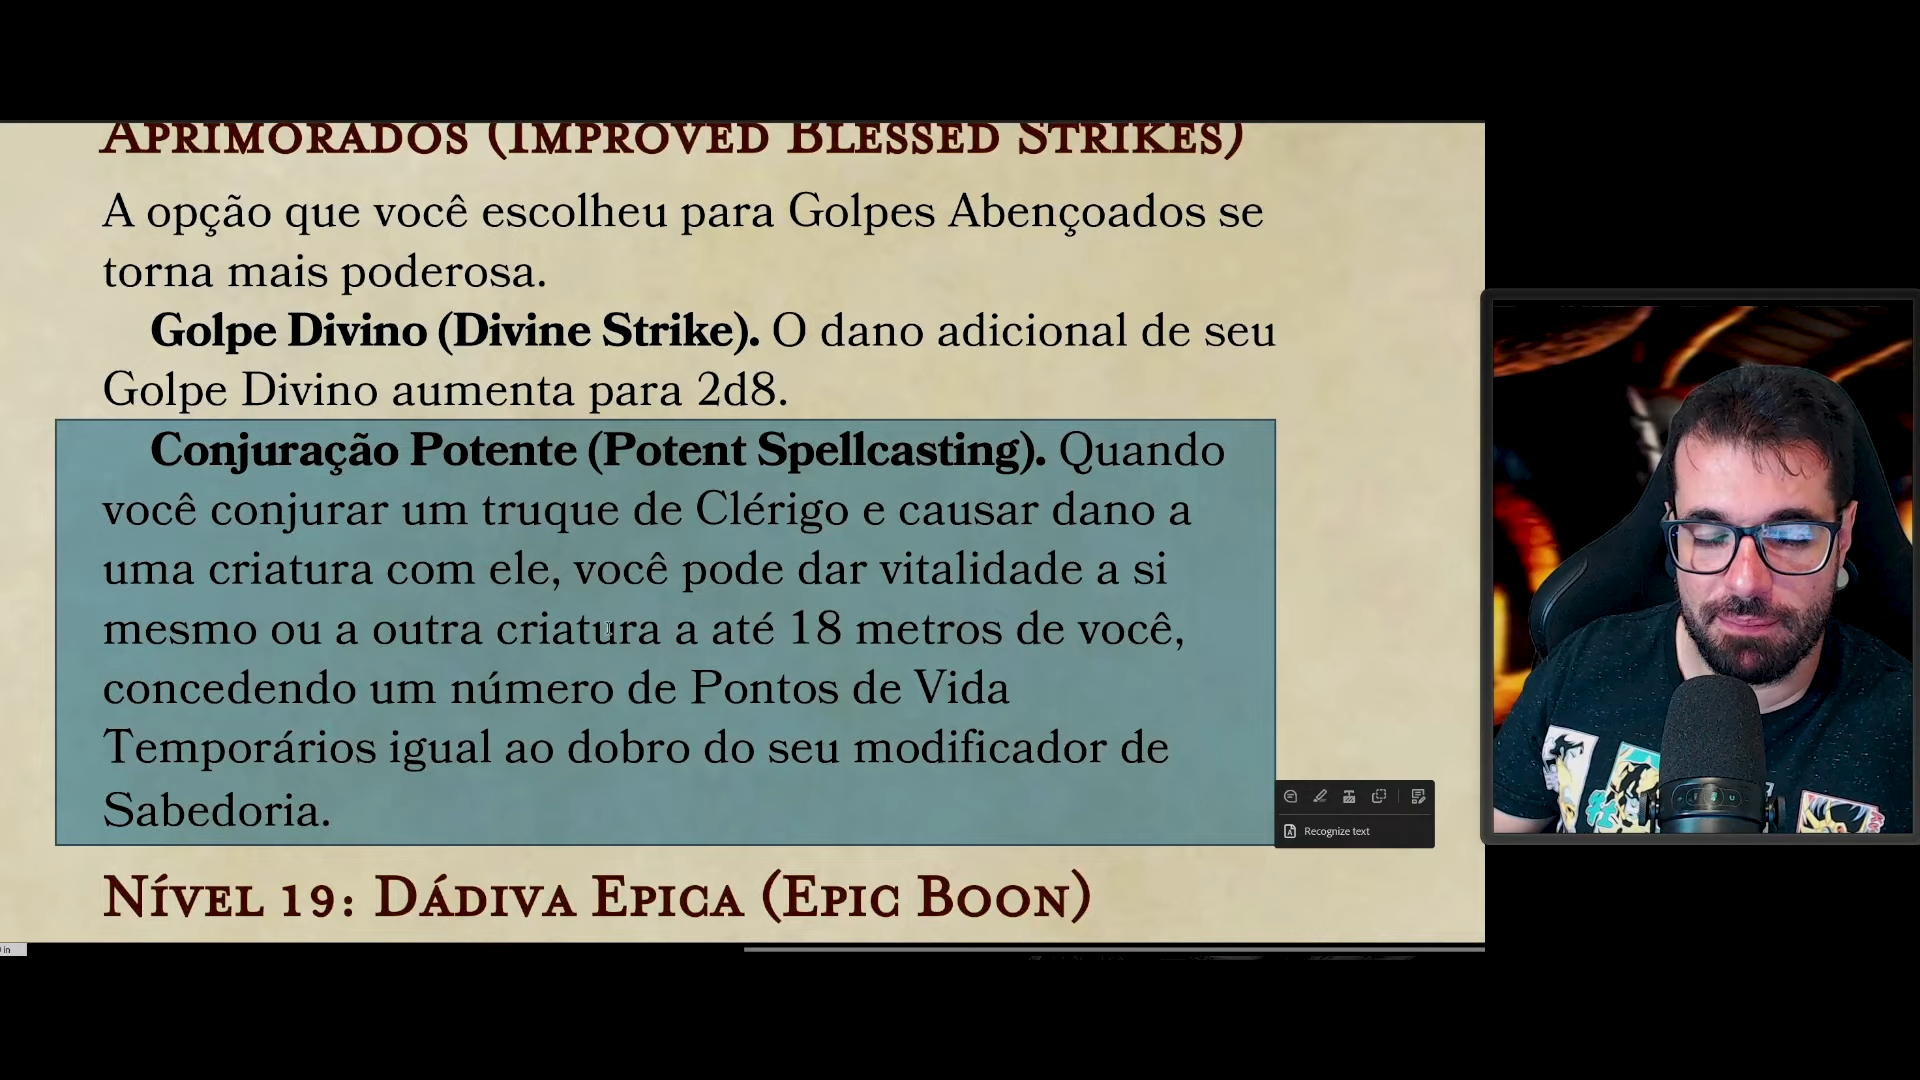 Aprimorados (Improved Blessed Strikes)
A opção que você escolheu para Golpes Abençoados se
torna mais poderosa.
Golpe Divino (Divine Strike). O dano adicional de seu
Golpe Divino aumenta para 2d8.
Conjuração Potente (Potent Spellcasting). Quando
você conjurar um truque de Clérigo e causar dano a
uma criatura com ele, você pode dar vitalidade a si
mesmo ou a outra criatura a até 18 metros de você,
concedendo um número de Pontos de Vida
Temporários igual ao dobro do seu modificador de
Sabedoria.
Recognize text
Nível 19: Dádiva Epica (Epic Boon)
in